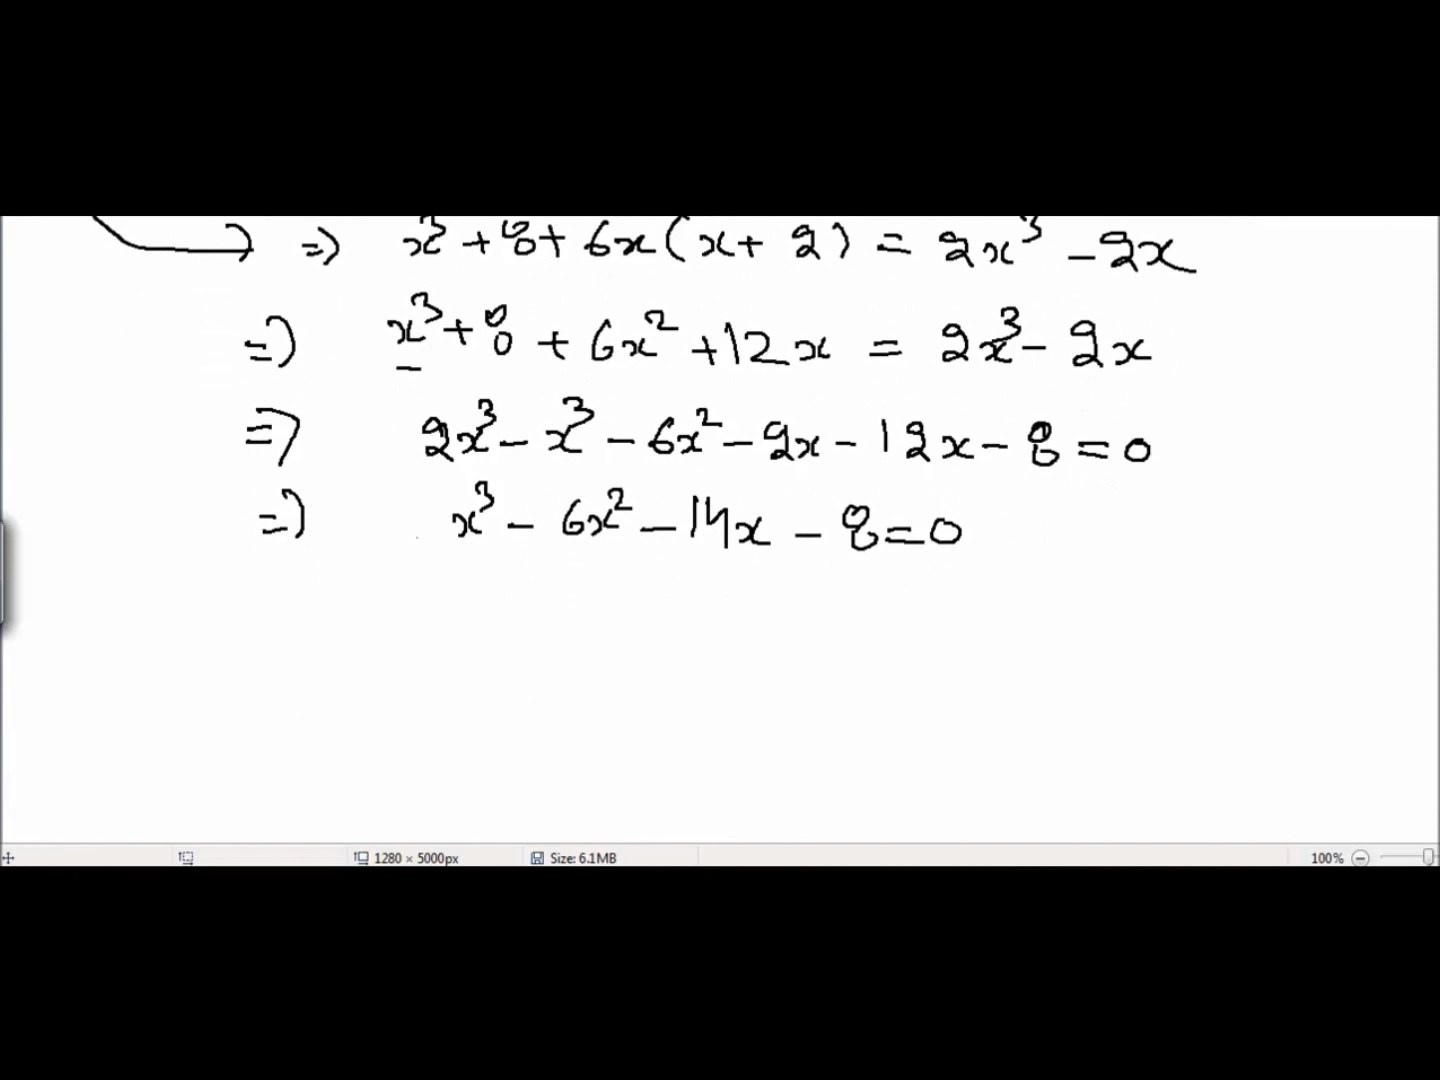 =) x³ + 8 + 6x(x + 2) = 2x³ - 2x
=) x³ + 8 + 6x² + 12x = 2x³ - 2x
=) 2x³ - x³ - 6x² - 2x - 12x - 8 = 0
=) x³ - 6x² - 14x - 8 = 0
1280 × 5000px Size: 6.1MB 100%